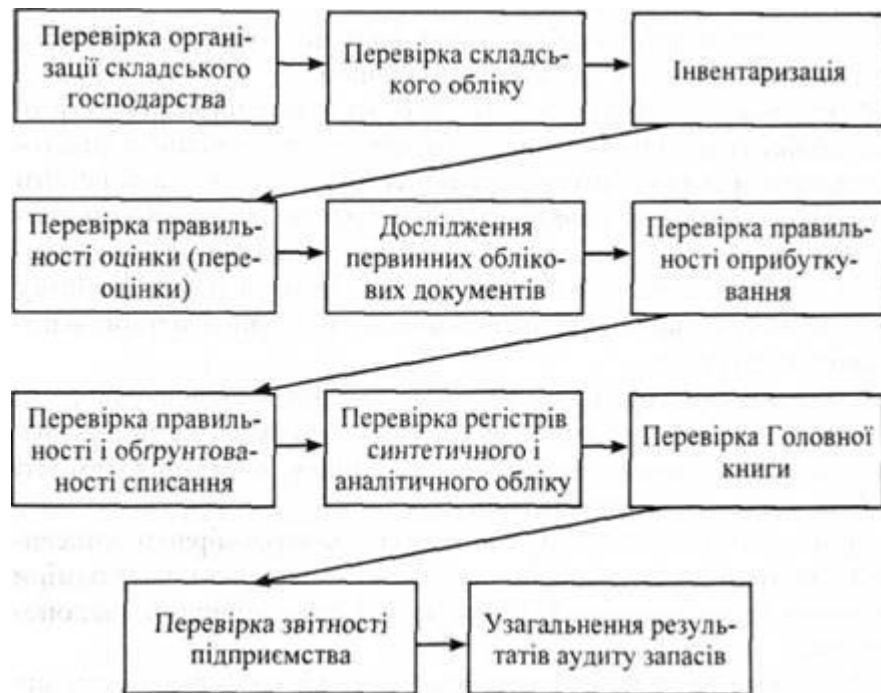 Перевірка органі-
зації складського
господарства
Перевірка складсь-
кого обліку
Інвентаризація
Перевірка правиль-
ності оцінки (пере-
оцінки)
Дослідження
первинних обліко-
вих документів
Перевірка правиль-
ності оприбутку-
вання
Перевірка правиль-
ності і обґрунтова-
ності списання
Перевірка регістрів
синтетичного і
аналітичного обліку
Перевірка Головної
книги
Перевірка звітності
підприємства
Узагальнення резуль-
татів аудиту запасів